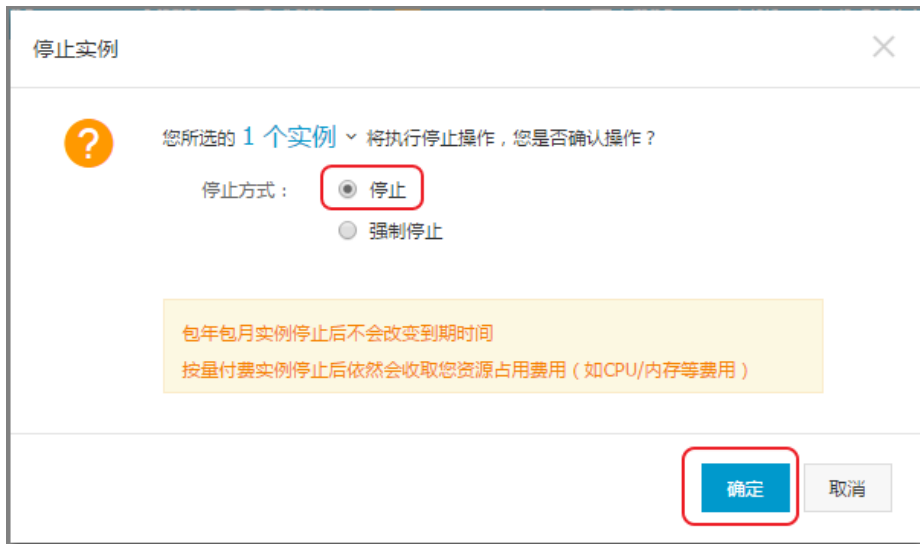 停止实例
您所选的 1 个实例 将执行停止操作，您是否确认操作？
停止方式： 停止
强制停止
包年包月实例停止后不会改变到期时间
按量付费实例停止后依然会收取您资源占用费用（如CPU/内存等费用）
确定 取消